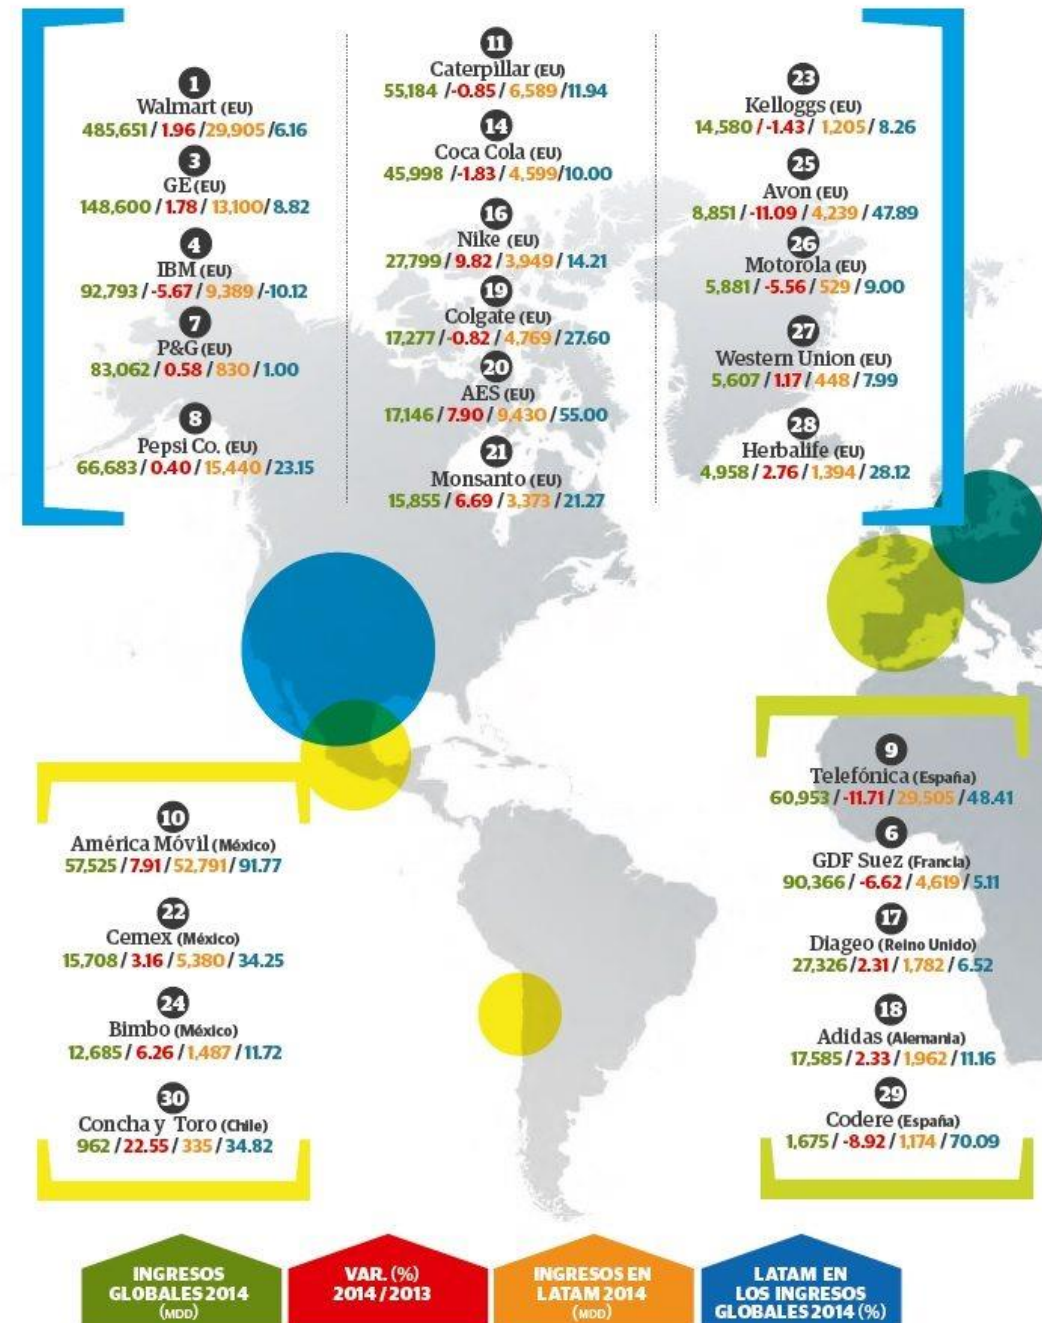 1
Walmart (EU)
485,651 / 1.96 / 29,905 / 6.16
3
GE (EU)
148,600 / 1.78 / 13,100 / 8.82
4
IBM (EU)
92,793 / -5.67 / 9,389 / -10.12
7
P&G (EU)
83,062 / 0.58 / 830 / 1.00
8
Pepsi Co. (EU)
66,683 / 0.40 / 15,440 / 23.15
11
Caterpillar (EU)
55,184 / -0.85 / 6,589 / 11.94
14
Coca Cola (EU)
45,998 / -1.83 / 4,599 / 10.00
16
Nike (EU)
27,799 / 9.82 / 3,949 / 14.21
19
Colgate (EU)
17,277 / -0.82 / 4,769 / 27.60
20
AES (EU)
17,146 / 7.90 / 9,430 / 55.00
21
Monsanto (EU)
15,855 / 6.69 / 3,373 / 21.27
23
Kelloggs (EU)
14,580 / -1.43 / 1,205 / 8.26
25
Avon (EU)
8,851 / -11.09 / 4,239 / 47.89
26
Motorola (EU)
5,881 / -5.56 / 529 / 9.00
27
Western Union (EU)
5,607 / 1.17 / 448 / 7.99
28
Herbalife (EU)
4,958 / 2.76 / 1,394 / 28.12
10
América Móvil (México)
57,525 / 7.91 / 52,791 / 91.77
22
Cemex (México)
15,708 / 3.16 / 5,380 / 34.25
24
Bimbo (México)
12,685 / 6.26 / 1,487 / 11.72
30
Concha y Toro (Chile)
962 / 22.55 / 335 / 34.82
9
Telefónica (España)
60,953 / -11.71 / 29,505 / 48.41
6
GDF Suez (Francia)
90,366 / -6.62 / 4,619 / 5.11
17
Diageo (Reino Unido)
27,326 / 2.31 / 1,782 / 6.52
18
Adidas (Alemania)
17,585 / 2.33 / 1,962 / 11.16
29
Codere (España)
1,675 / -8.92 / 1,174 / 70.09
INGRESOS
GLOBALES 2014
(MDD)
VAR. (%)
2014 / 2013
INGRESOS EN
LATAM 2014
(MDD)
LATAM EN
LOS INGRESOS
GLOBALES 2014 (%)